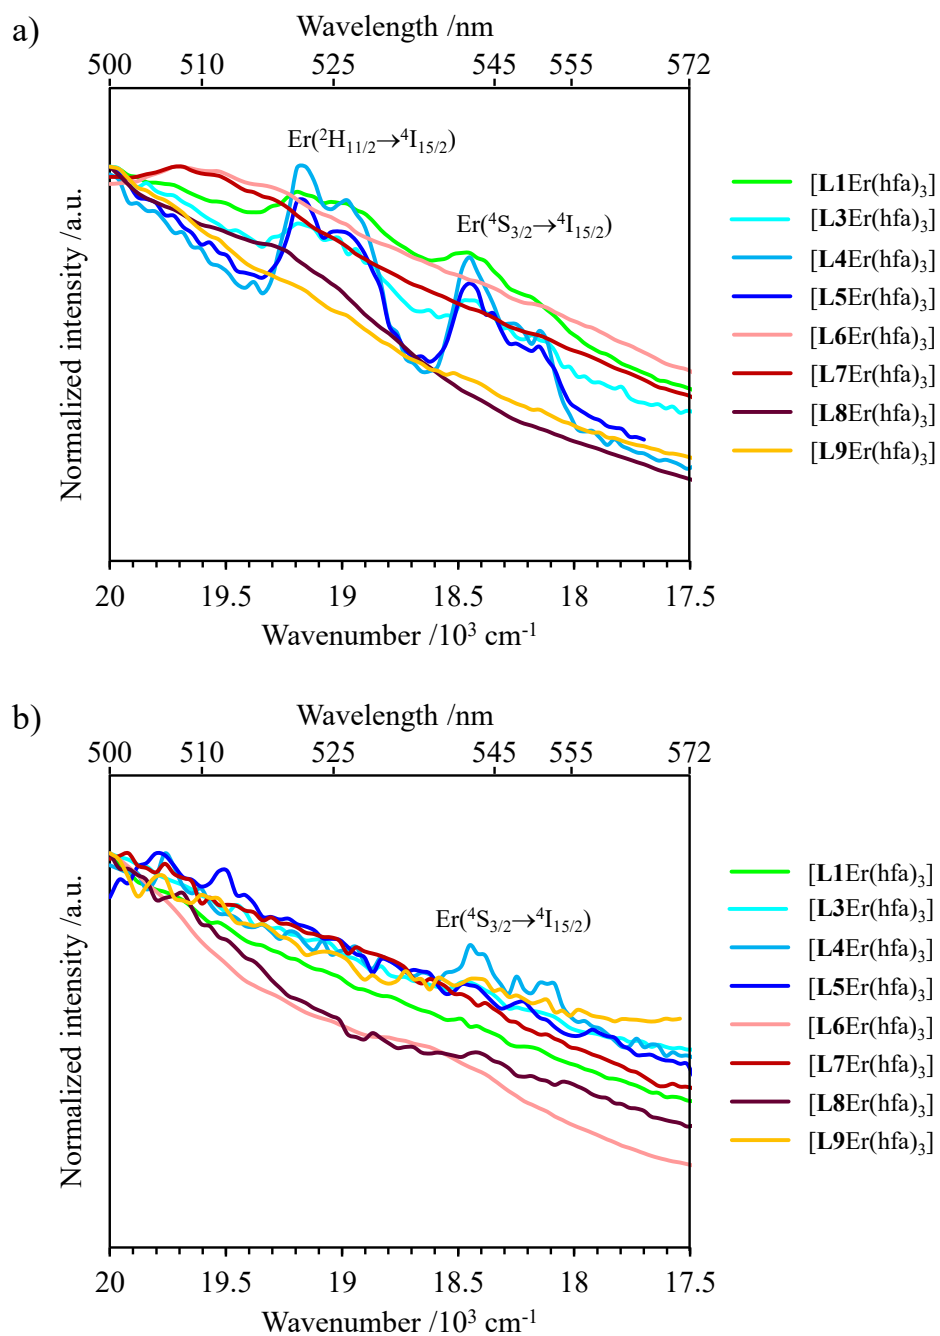 a)
Wavelength /nm
500 510 525 545 555 572
Er(²H₁₁/₂→⁴I₁₅/₂)
Er(⁴S₃/₂→⁴I₁₅/₂)
Normalized intensity /a.u.
[L1Er(hfa)₃]
[L3Er(hfa)₃]
[L4Er(hfa)₃]
[L5Er(hfa)₃]
[L6Er(hfa)₃]
[L7Er(hfa)₃]
[L8Er(hfa)₃]
[L9Er(hfa)₃]
20 19.5 19 18.5 18 17.5
Wavenumber /10³ cm⁻¹
b)
Wavelength /nm
500 510 525 545 555 572
Er(⁴S₃/₂→⁴I₁₅/₂)
Normalized intensity /a.u.
[L1Er(hfa)₃]
[L3Er(hfa)₃]
[L4Er(hfa)₃]
[L5Er(hfa)₃]
[L6Er(hfa)₃]
[L7Er(hfa)₃]
[L8Er(hfa)₃]
[L9Er(hfa)₃]
20 19.5 19 18.5 18 17.5
Wavenumber /10³ cm⁻¹